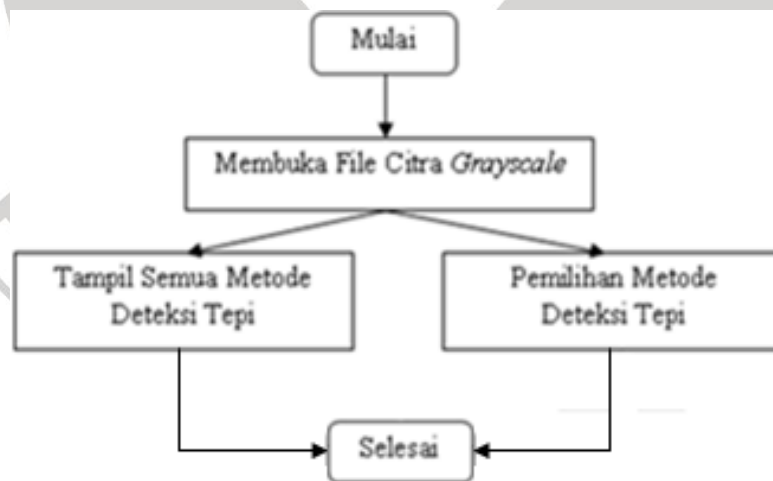 Mulai
Membuka File Citra Grayscale
Tampil Semua Metode
Deteksi Tepi
Pemilihan Metode
Deteksi Tepi
Selesai